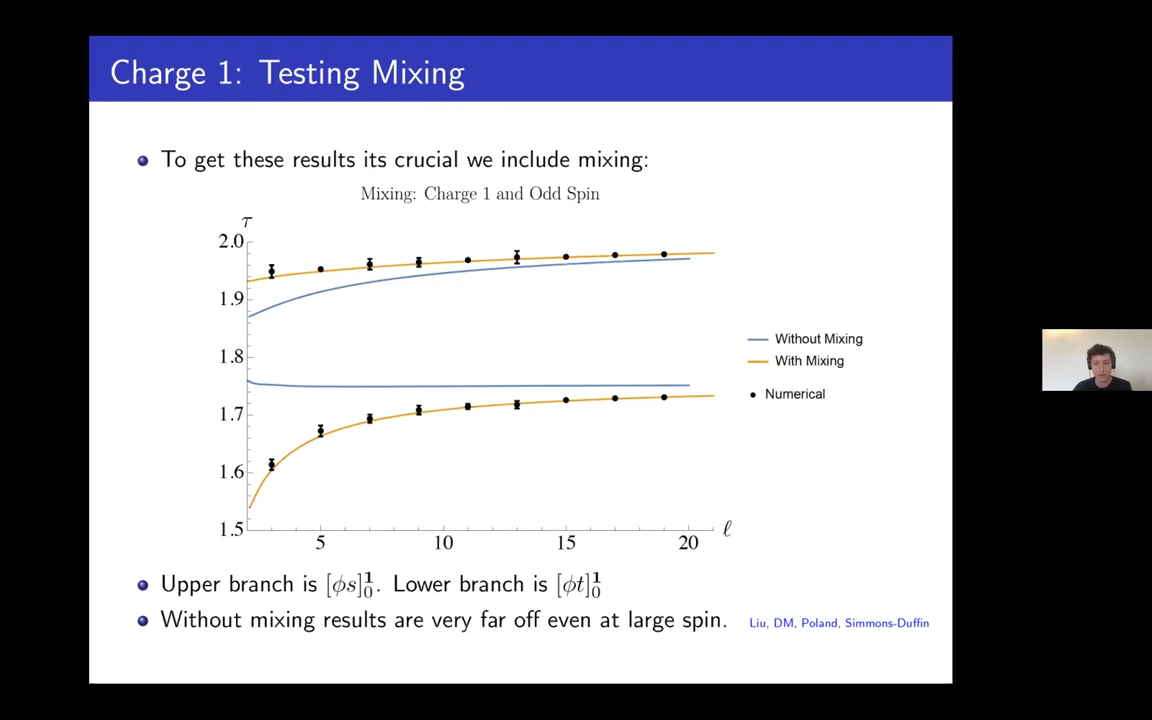 Charge 1: Testing Mixing
To get these results its crucial we include mixing:
Mixing: Charge 1 and Odd Spin
τ
2.0
1.9
1.8
1.7
1.6
1.5
5 10 15 20
ℓ
Without Mixing
With Mixing
Numerical
Upper branch is [ϕs]¹₀. Lower branch is [ϕt]¹₀
Without mixing results are very far off even at large spin. Liu, DM, Poland, Simmons-Duffin